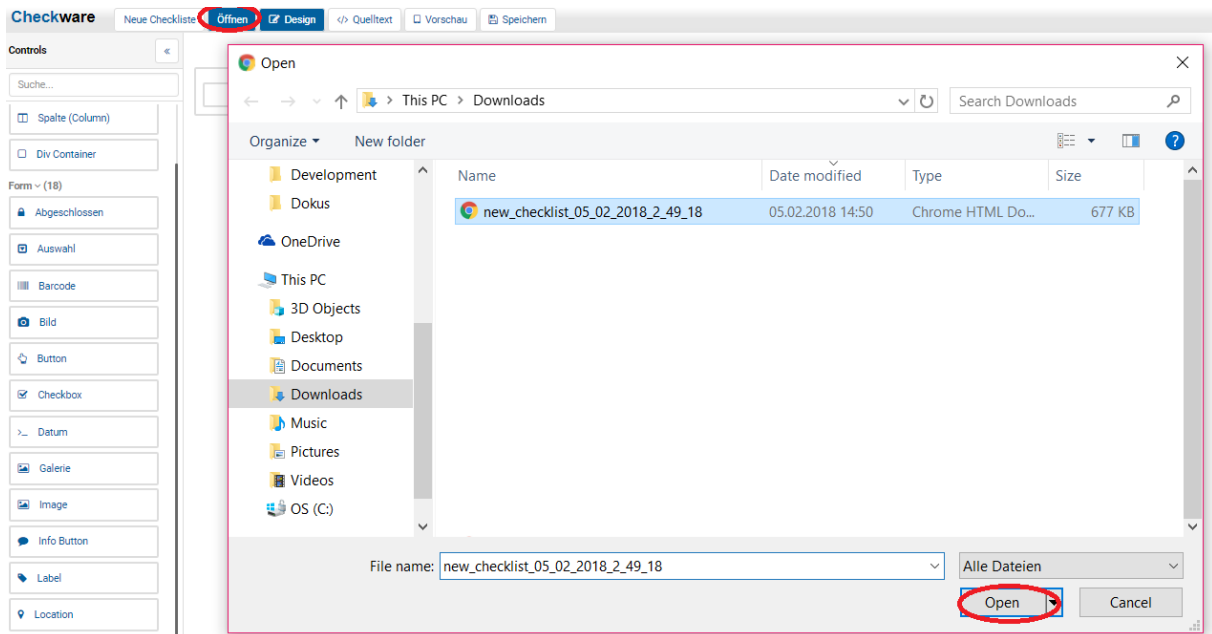 Checkware Neue Checkliste Öffnen Design </> Quelltext Vorschau Speichern
Controls «
Suche...
Spalte (Column)
Div Container
Form (18)
Abgeschlossen
Auswahl
Barcode
Bild
Button
Checkbox
>_ Datum
Galerie
Image
Info Button
Label
Location
Open
This PC > Downloads
Search Downloads
Organize New folder ?
Development
Dokus
OneDrive
This PC
3D Objects
Desktop
Documents
Downloads
Music
Pictures
Videos
OS (C:)
Name Date modified Type Size
new_checklist_05_02_2018_2_49_18 05.02.2018 14:50 Chrome HTML Do... 677 KB
File name: new_checklist_05_02_2018_2_49_18 Alle Dateien
Open Cancel